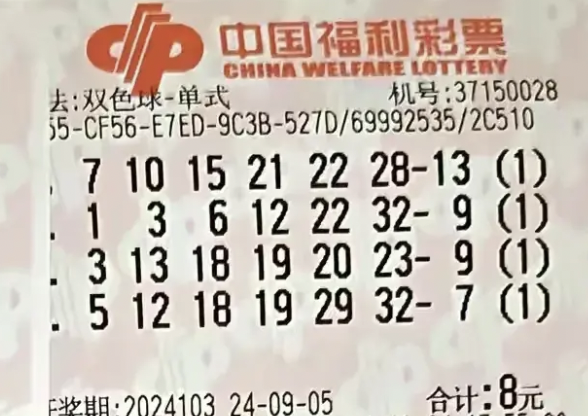 中国福利彩票
CHINA WELFARE LOTTERY
法:双色球-单式 机号:37150028
55-CF56-E7ED-9C3B-527D/69992535/2C510
. 7 10 15 21 22 28-13 (1)
. 1 3 6 12 22 32- 9 (1)
. 3 13 18 19 20 23- 9 (1)
. 5 12 18 19 29 32- 7 (1)
开奖期:2024103 24-09-05 合计:8元